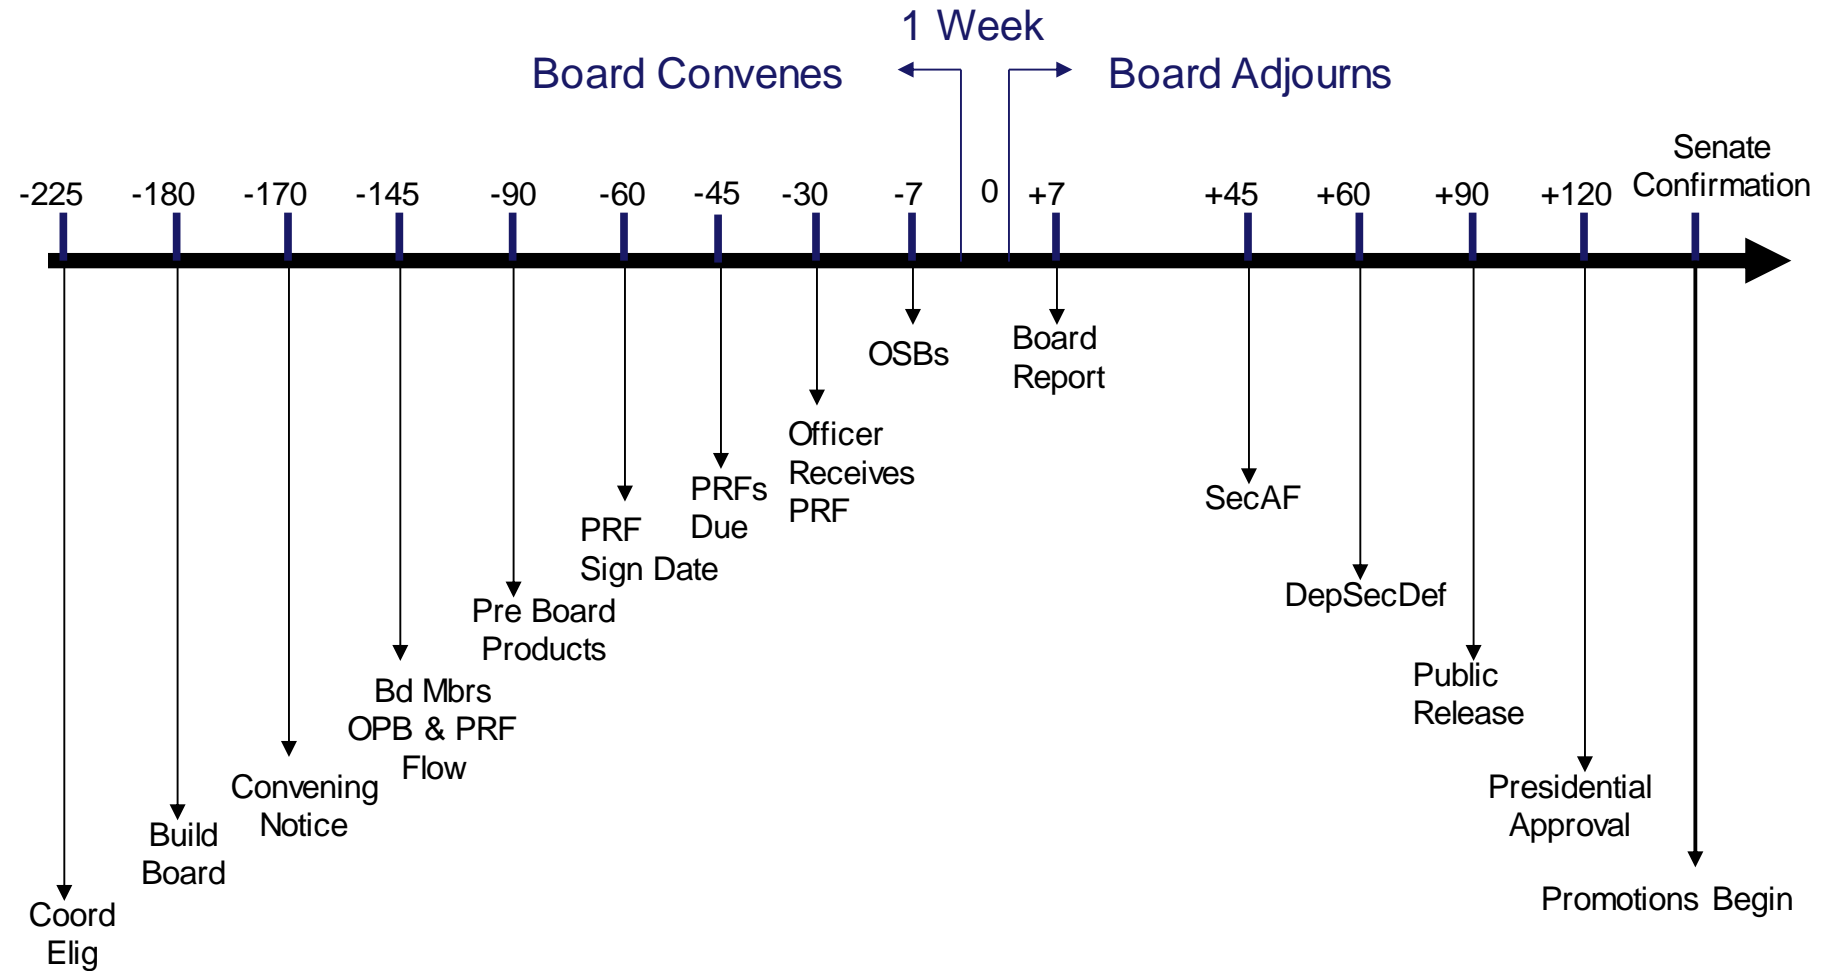 1 Week
Board Convenes
Board Adjourns
Senate
Confirmation
-225
-180
-170
-145
-90
-60
-45
-30
-7
0
+7
+45
+60
+90
+120
OSBs
Board
Report
Officer
Receives
PRF
PRFs
Due
SecAF
PRF
Sign Date
DepSecDef
Pre Board
Products
Public
Release
Bd Mbrs
OPB & PRF
Flow
Convening
Notice
Presidential
Approval
Build
Board
Promotions Begin
Coord
Elig